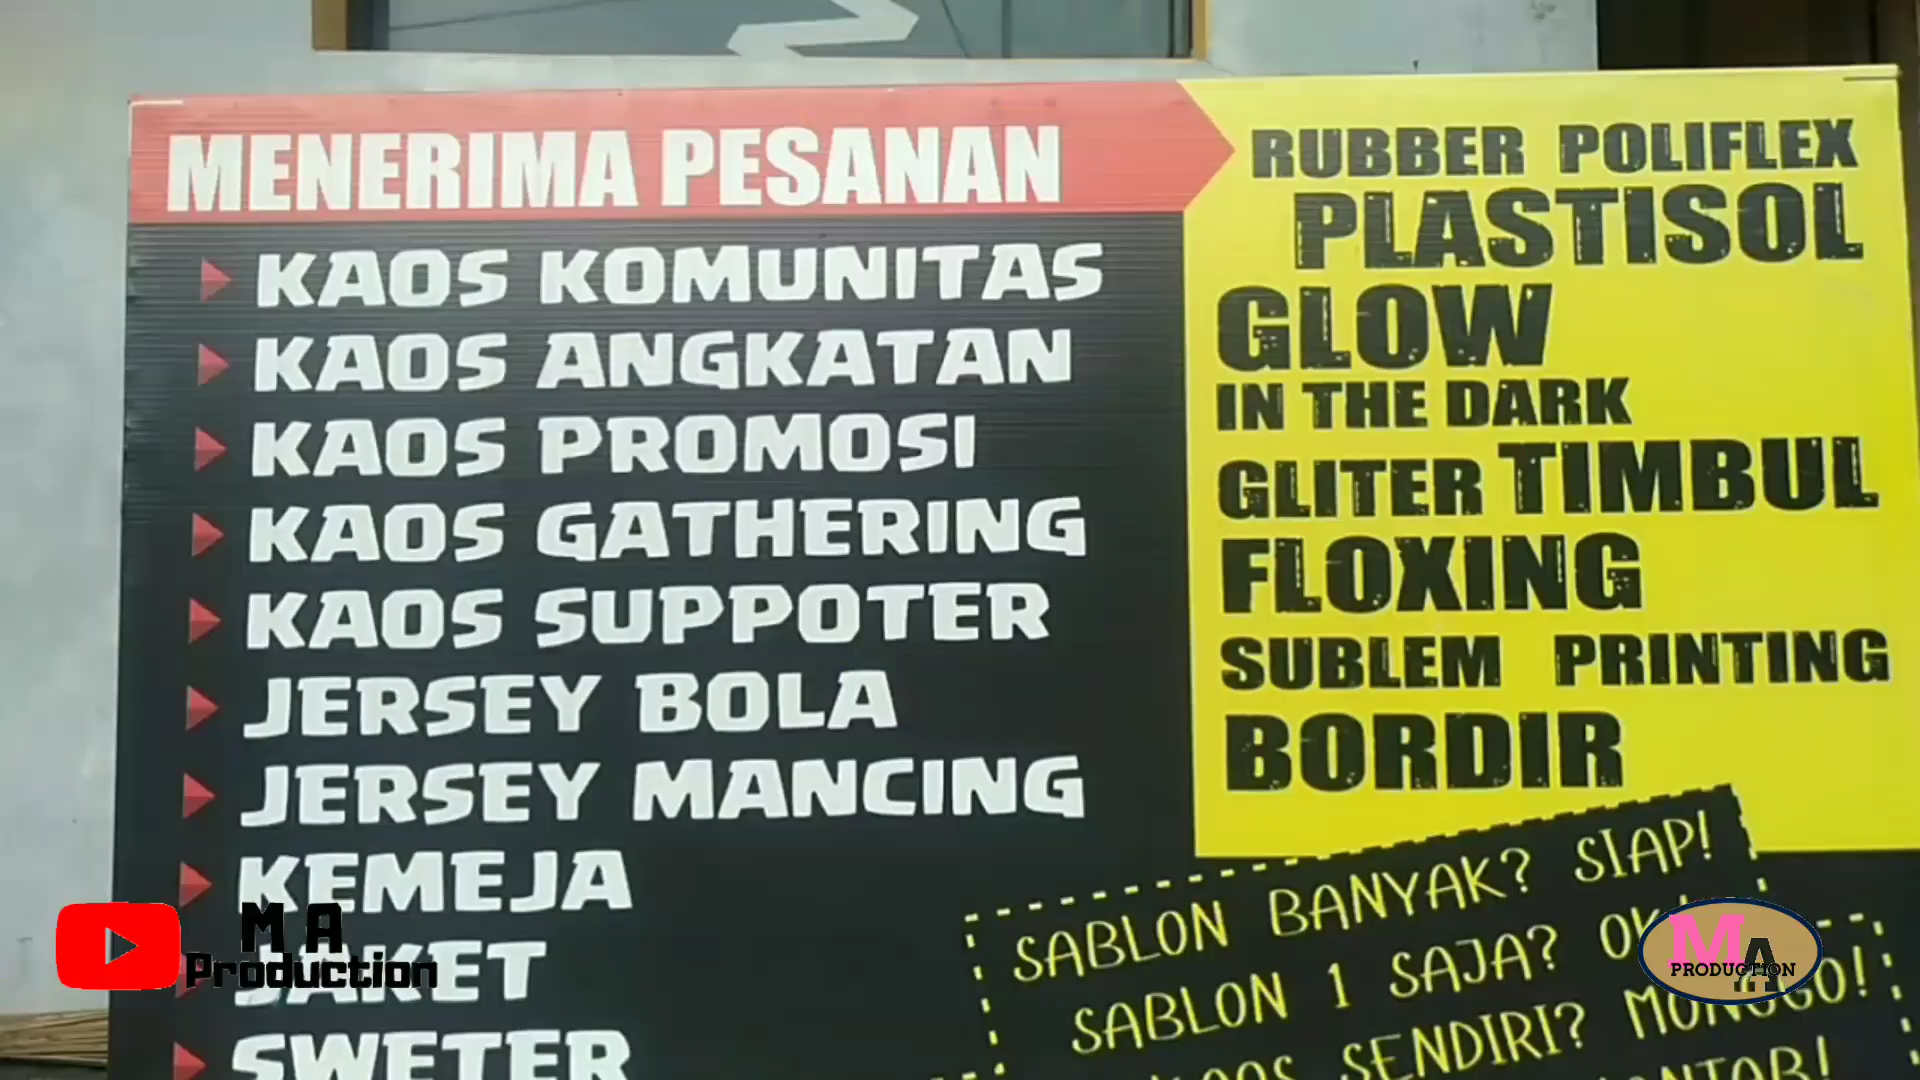 MENERIMA PESANAN
KAOS KOMUNITAS
KAOS ANGKATAN
KAOS PROMOSI
KAOS GATHERING
KAOS SUPPOTER
JERSEY BOLA
JERSEY MANCING
KEMEJA
JAKET
SWETER
RUBBER POLIFLEX
PLASTISOL
GLOW
IN THE DARK
GLITER TIMBUL
FLOXING
SUBLEM PRINTING
BORDIR
SABLON BANYAK? SIAP!
SABLON 1 SAJA?
SENDIRI? MONGGO!
M A
Production
MA
PRODUCTION